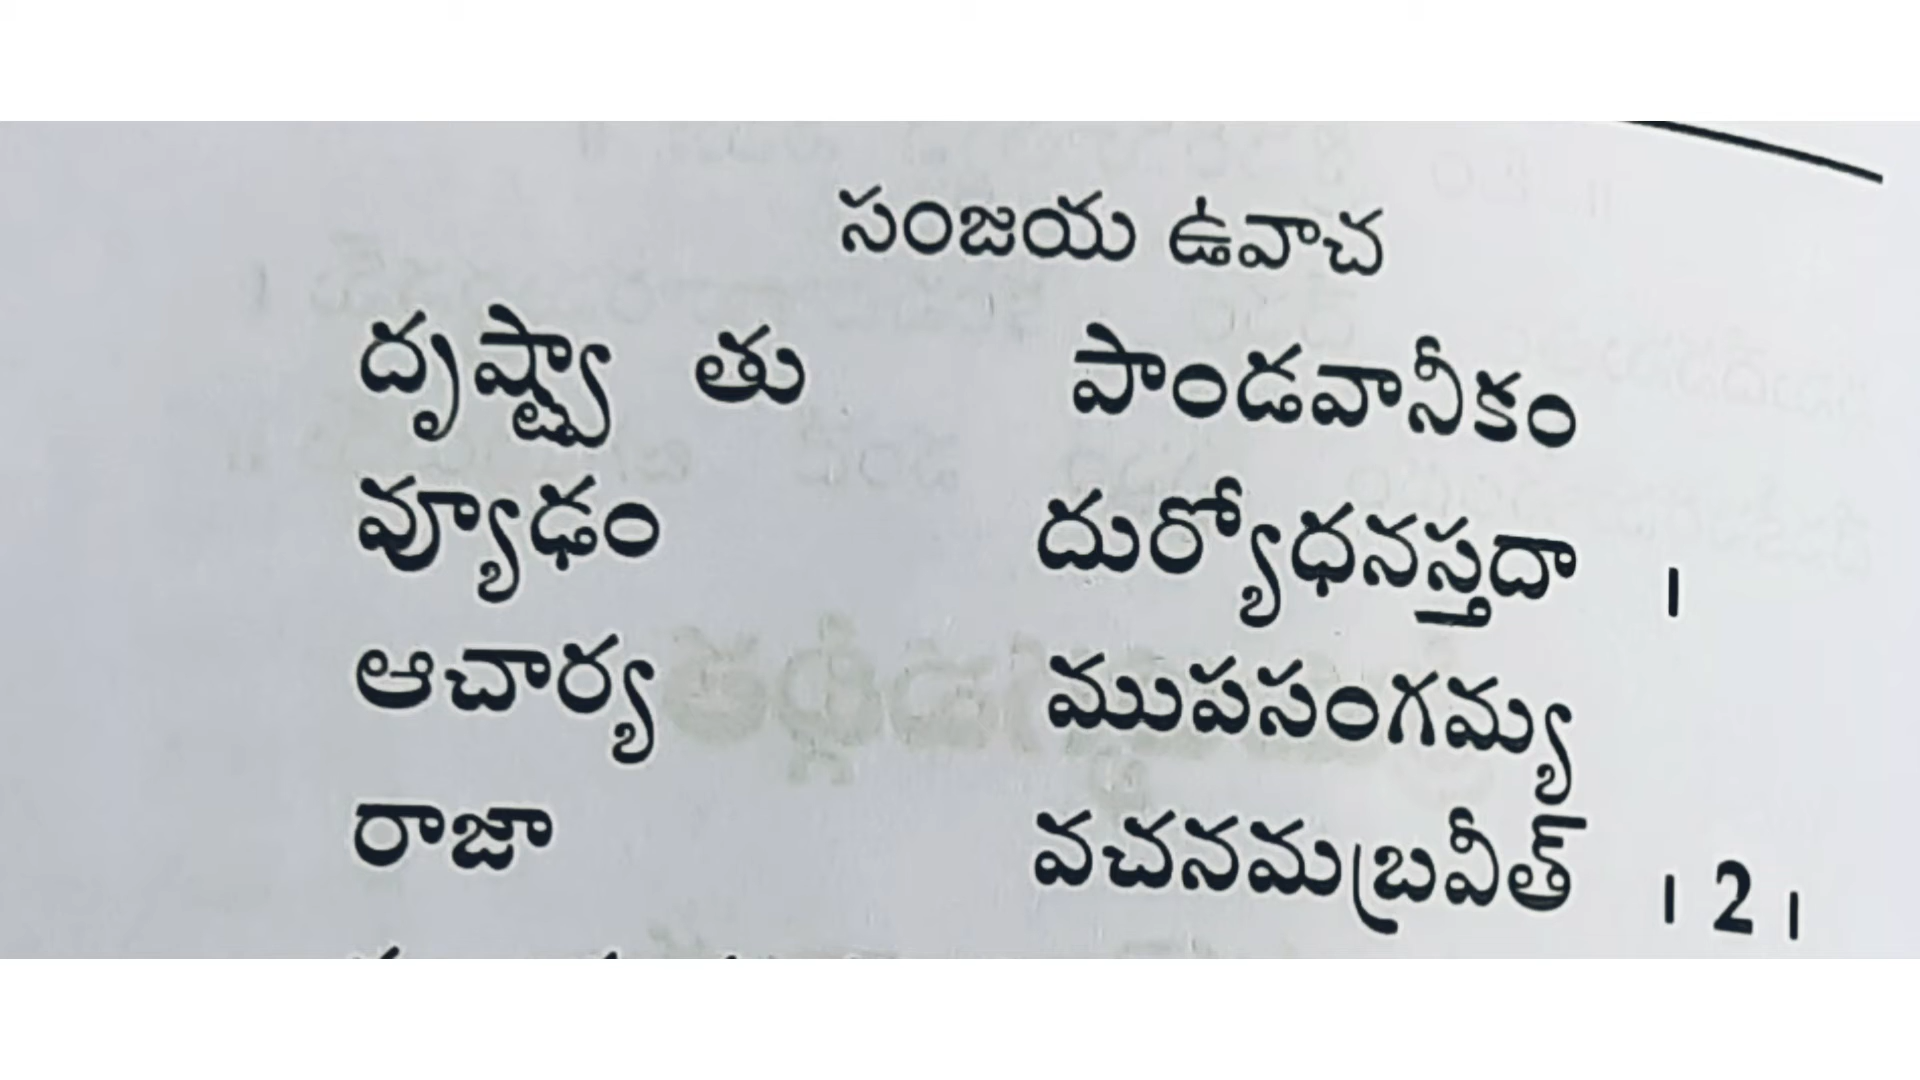 సంజయ ఉవాచ
దృష్ట్వా తు పాండవానీకం
వ్యూఢం దుర్యోధనస్తదా ।
ఆచార్య ముపసంగమ్య
రాజా వచనమబ్రవీత్ । 2 ।